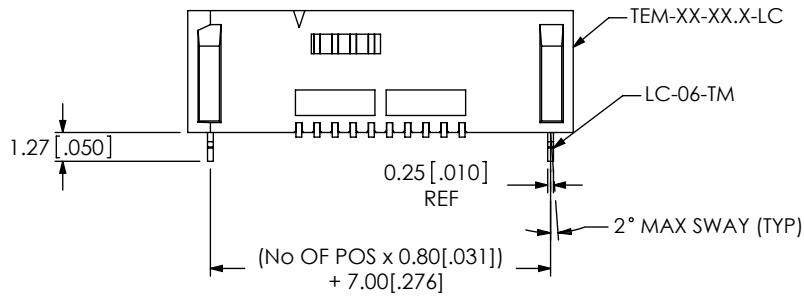 TEM-XX-XX.X-LC
LC-06-TM
1.27 [.050]
0.25 [.010]
REF
2° MAX SWAY (TYP)
(No OF POS x 0.80[.031])
+ 7.00[.276]